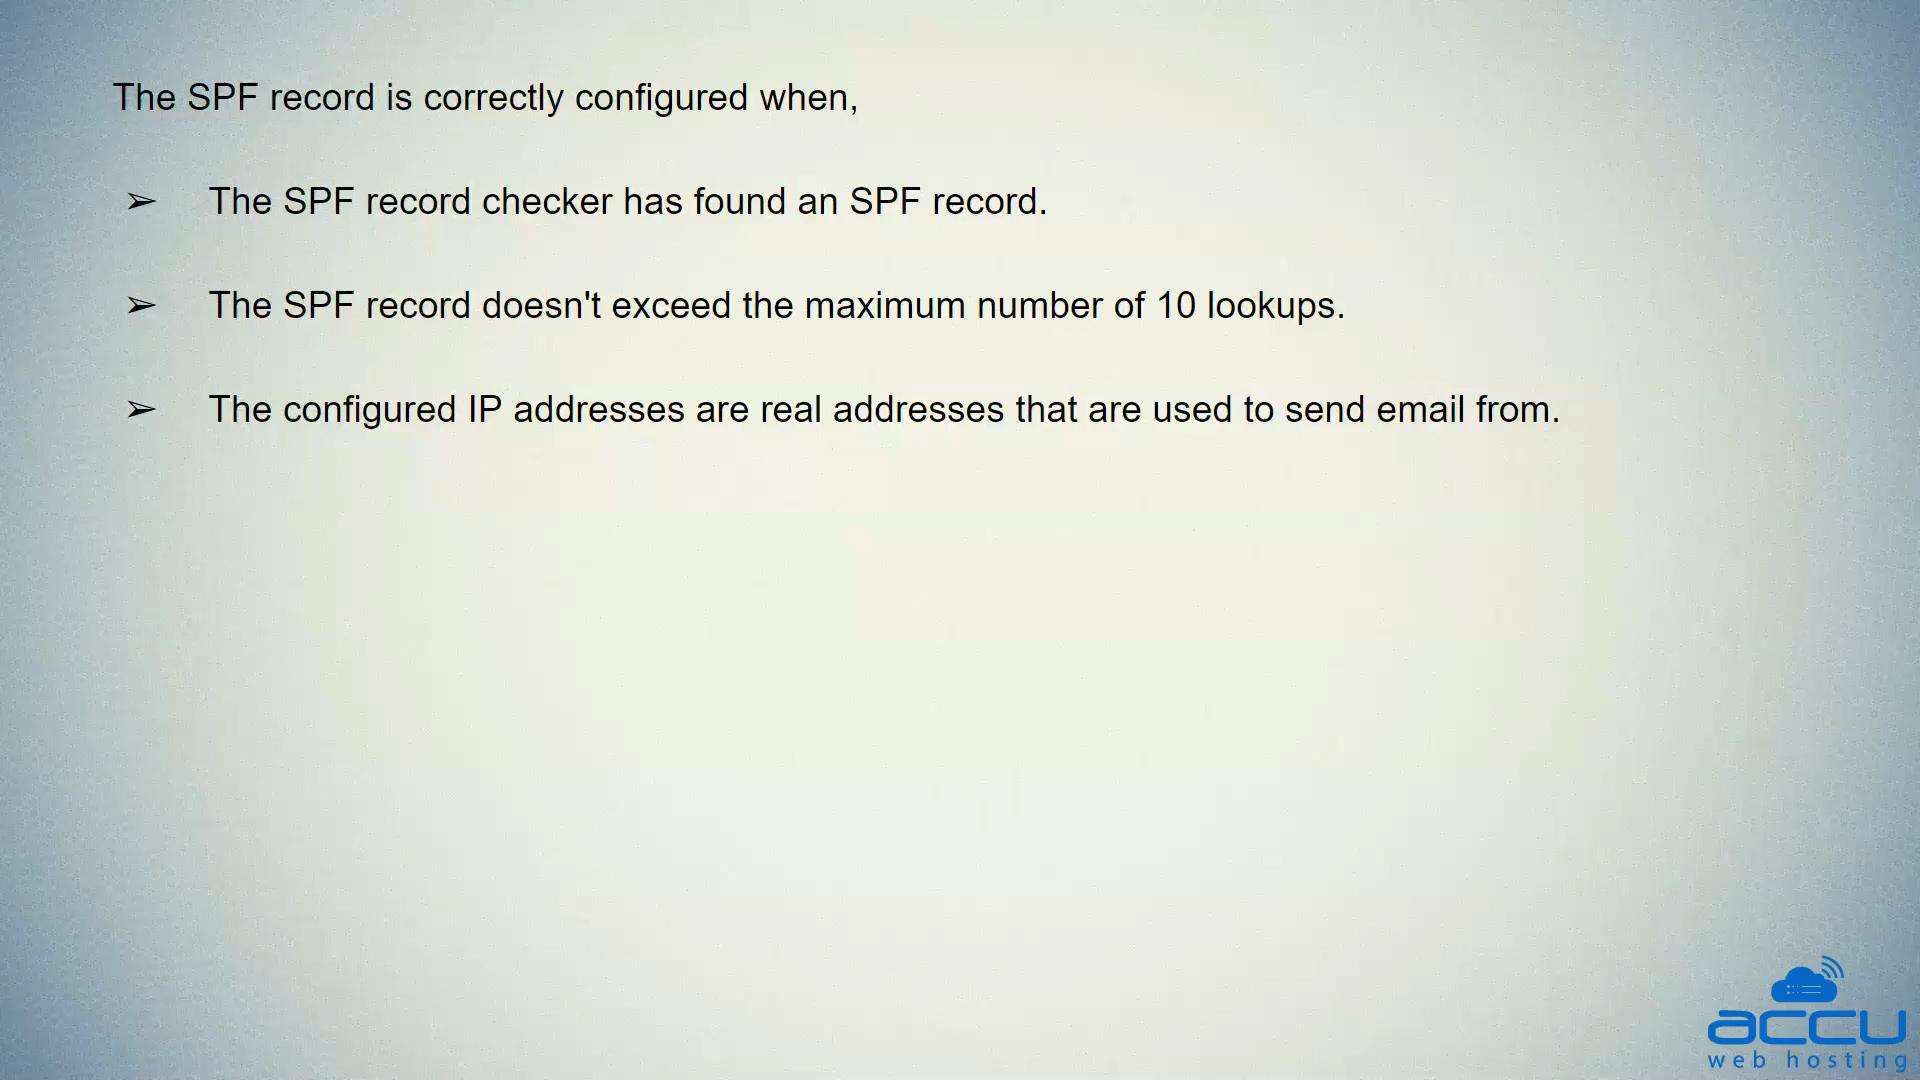 The SPF record is correctly configured when,
➢ The SPF record checker has found an SPF record.
➢ The SPF record doesn't exceed the maximum number of 10 lookups.
➢ The configured IP addresses are real addresses that are used to send email from.
accu
web hosting